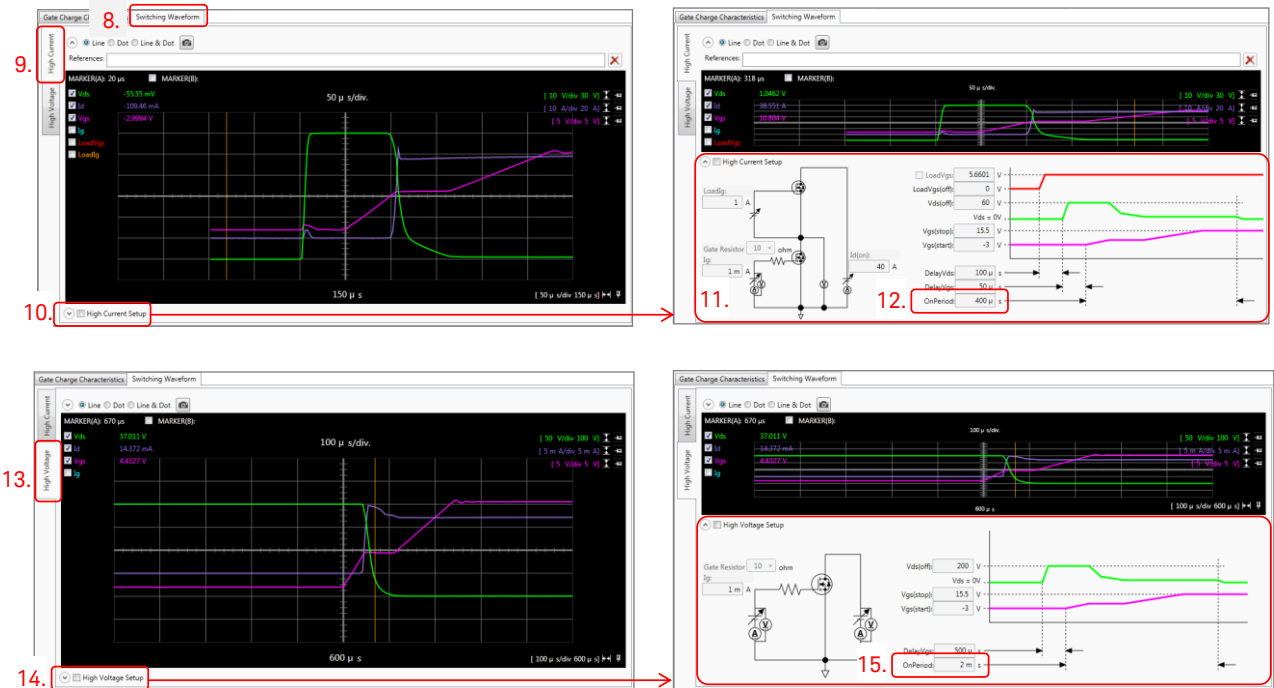 8.
Gate Charge C
Switching Waveform
9.
High Current
High Voltage
Line Dot Line & Dot
References:
MARKER(A): 20 µs MARKER(B):
Vds -55.55 mV
Id -109.46 mA
Vgs -2.9994 V
Ig
LoadVgs
LoadIg
50 µ s/div.
[ 10 V/div 30 V]
[ 10 A/div 20 A]
[ 5 V/div 5 V]
150 µ s
[ 50 µ s/div 150 µ s]
10.
High Current Setup
Gate Charge Characteristics Switching Waveform
High Current
High Voltage
Line Dot Line & Dot
References:
MARKER(A): 318 µs MARKER(B):
Vds 1.0462 V
Id 38.551 A
Vgs 10.804 V
Ig
LoadVgs
50 µ s/div.
[ 10 V/div 30 V]
[ 10 A/div 20 A]
[ 5 V/div 5 V]
High Current Setup
LoadIg:
1 A
Gate Resistor 10 ohm
Ig:
1 m A
A V
V
A
Id(on):
40 A
LoadVgs: 5.6601 V
LoadVgs(off): 0 V
Vds(off): 60 V
Vds = 0V
Vgs(stop): 15.5 V
Vgs(start): -3 V
DelayVds: 100 µ s
DelayVgs: 50 µ s
OnPeriod: 400 µ s
11.
12.
Gate Charge Characteristics Switching Waveform
High Current
13.
High Voltage
Line Dot Line & Dot
MARKER(A): 670 µs MARKER(B):
Vds 37.011 V
Id 14.372 mA
Vgs 4.4327 V
Ig
100 µ s/div.
[ 50 V/div 100 V]
[ 5 m A/div 5 m A]
[ 5 V/div 5 V]
600 µ s
[ 100 µ s/div 600 µ s]
14.
High Voltage Setup
Gate Charge Characteristics Switching Waveform
High Current
High Voltage
Line Dot Line & Dot
MARKER(A): 670 µs MARKER(B):
Vds 37.011 V
Id 14.372 mA
Vgs 4.4327 V
Ig
100 µ s/div.
[ 50 V/div 100 V]
[ 5 m A/div 5 m A]
[ 5 V/div 5 V]
600 µ s
[ 100 µ s/div 600 µ s]
High Voltage Setup
Gate Resistor: 10 ohm
Ig:
1 m A
V
A
V
A
Vds(off): 200 V
Vds = 0V
Vgs(stop): 15.5 V
Vgs(start): -3 V
DelayVgs: 500 µ s
OnPeriod: 2 m s
15.